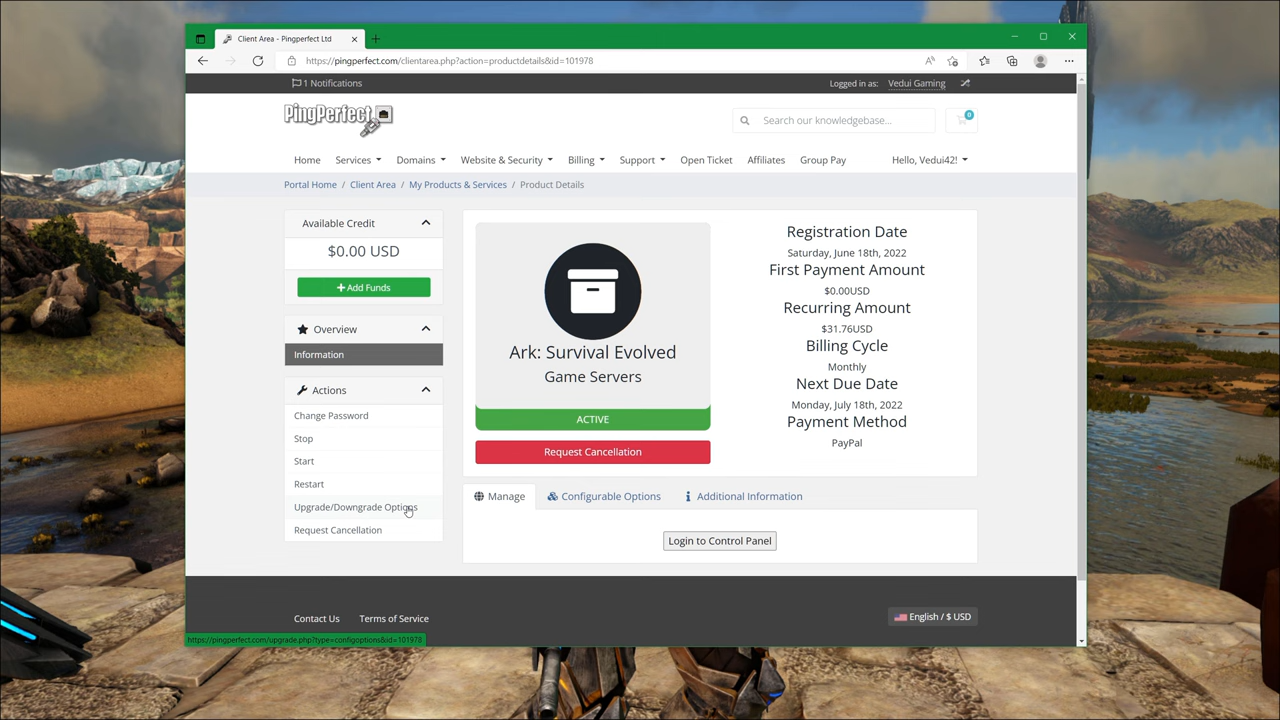 Client Area - Pingperfect Ltd
https://pingperfect.com/clientarea.php?action=productdetails&id=101978
1 Notifications
Logged in as: Vedui Gaming
PingPerfect
Search our knowledgebase...
0
Home Services Domains Website & Security Billing Support Open Ticket Affiliates Group Pay Hello, Vedui42!
Portal Home / Client Area / My Products & Services / Product Details
Available Credit
$0.00 USD
+ Add Funds
Overview
Information
Actions
Change Password
Stop
Start
Restart
Upgrade/Downgrade Options
Request Cancellation
Ark: Survival Evolved
Game Servers
ACTIVE
Request Cancellation
Registration Date
Saturday, June 18th, 2022
First Payment Amount
$0.00USD
Recurring Amount
$31.76USD
Billing Cycle
Monthly
Next Due Date
Monday, July 18th, 2022
Payment Method
PayPal
Manage Configurable Options Additional Information
Login to Control Panel
Contact Us Terms of Service
English / $ USD
https://pingperfect.com/upgrade.php?type=configoptions&id=101978